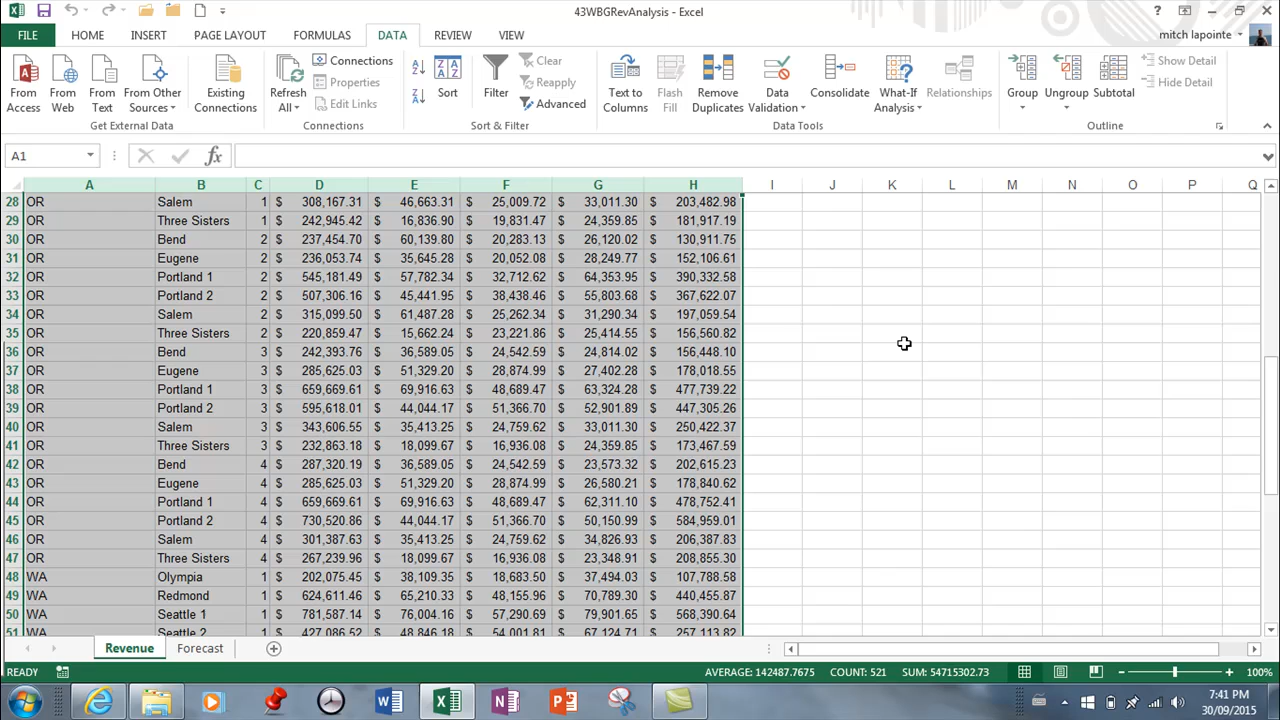 43WBGRevAnalysis - Excel
?
FILE HOME INSERT PAGE LAYOUT FORMULAS DATA REVIEW VIEW mitch lapointe
From Access
From Web
From Text
From Other Sources
Existing Connections
Get External Data
Refresh All
Connections
Properties
Edit Links
Connections
Sort
Filter
Clear
Reapply
Advanced
Sort & Filter
Text to Columns
Flash Fill
Remove Duplicates
Data Validation
Consolidate
What-If Analysis
Relationships
Data Tools
Group
Ungroup
Subtotal
Show Detail
Hide Detail
Outline
A1 fx
A B C D E F G H I J K L M N O P Q
28 OR Salem 1 $ 308,167.31 $ 46,663.31 $ 25,009.72 $ 33,011.30 $ 203,482.98
29 OR Three Sisters 1 $ 242,945.42 $ 16,836.90 $ 19,831.47 $ 24,359.85 $ 181,917.19
30 OR Bend 2 $ 237,454.70 $ 60,139.80 $ 20,283.13 $ 26,120.02 $ 130,911.75
31 OR Eugene 2 $ 236,053.74 $ 35,645.28 $ 20,052.08 $ 28,249.77 $ 152,106.61
32 OR Portland 1 2 $ 545,181.49 $ 57,782.34 $ 32,712.62 $ 64,353.95 $ 390,332.58
33 OR Portland 2 2 $ 507,306.16 $ 45,441.95 $ 38,438.46 $ 55,803.68 $ 367,622.07
34 OR Salem 2 $ 315,099.50 $ 61,487.28 $ 25,262.34 $ 31,290.34 $ 197,059.54
35 OR Three Sisters 2 $ 220,859.47 $ 15,662.24 $ 23,221.86 $ 25,414.55 $ 156,560.82
36 OR Bend 3 $ 242,393.76 $ 36,589.05 $ 24,542.59 $ 24,814.02 $ 156,448.10
37 OR Eugene 3 $ 285,625.03 $ 51,329.20 $ 28,874.99 $ 27,402.28 $ 178,018.55
38 OR Portland 1 3 $ 659,669.61 $ 69,916.63 $ 48,689.47 $ 63,324.28 $ 477,739.22
39 OR Portland 2 3 $ 595,618.01 $ 44,044.17 $ 51,366.70 $ 52,901.89 $ 447,305.26
40 OR Salem 3 $ 343,606.55 $ 35,413.25 $ 24,759.62 $ 33,011.30 $ 250,422.37
41 OR Three Sisters 3 $ 232,863.18 $ 18,099.67 $ 16,936.08 $ 24,359.85 $ 173,467.59
42 OR Bend 4 $ 287,320.19 $ 36,589.05 $ 24,542.59 $ 23,573.32 $ 202,615.23
43 OR Eugene 4 $ 285,625.03 $ 51,329.20 $ 28,874.99 $ 26,580.21 $ 178,840.62
44 OR Portland 1 4 $ 659,669.61 $ 69,916.63 $ 48,689.47 $ 62,311.10 $ 478,752.41
45 OR Portland 2 4 $ 730,520.86 $ 44,044.17 $ 51,366.70 $ 50,150.99 $ 584,959.01
46 OR Salem 4 $ 301,387.63 $ 35,413.25 $ 24,759.62 $ 34,826.93 $ 206,387.83
47 OR Three Sisters 4 $ 267,239.96 $ 18,099.67 $ 16,936.08 $ 23,348.91 $ 208,855.30
48 WA Olympia 1 $ 202,075.45 $ 38,109.35 $ 18,683.50 $ 37,494.03 $ 107,788.58
49 WA Redmond 1 $ 624,611.46 $ 65,210.33 $ 48,155.96 $ 70,789.30 $ 440,455.87
50 WA Seattle 1 1 $ 781,587.14 $ 76,004.16 $ 57,290.69 $ 79,901.65 $ 568,390.64
51 WA Seattle 2 1 $ 427,086.52 $ 48,846.18 $ 54,001.81 $ 67,124.71 $ 257,113.82
Revenue Forecast
READY AVERAGE: 142487.7675 COUNT: 521 SUM: 54715302.73 100%
7:41 PM
30/09/2015